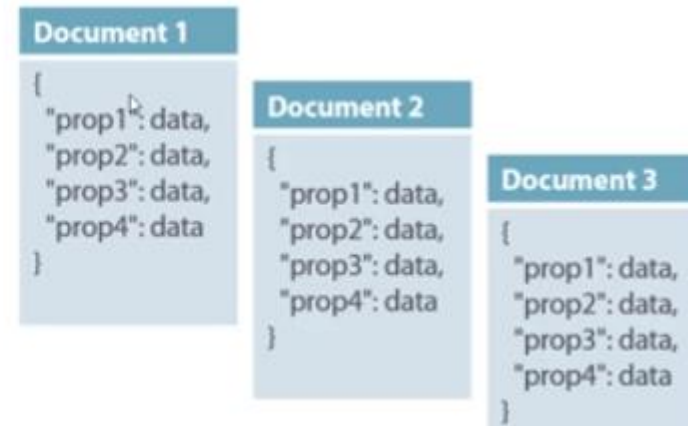 Document 1
{
"prop1": data,
"prop2": data,
"prop3": data,
"prop4": data
}
Document 2
{
"prop1": data,
"prop2": data,
"prop3": data,
"prop4": data
}
Document 3
{
"prop1": data,
"prop2": data,
"prop3": data,
"prop4": data
}